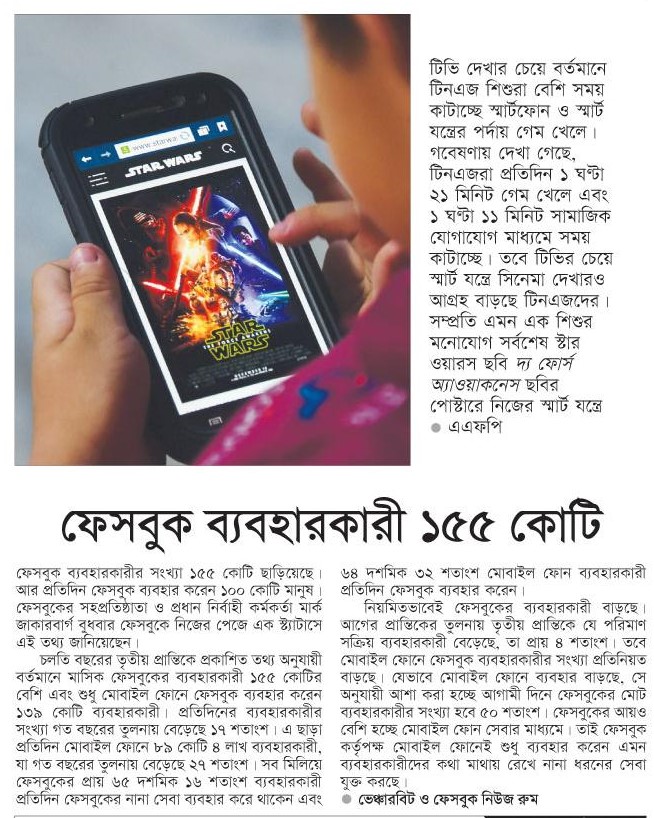 www.starwa
STAR WARS
STAR
THE FORCE AWAKENS
WARS
DECEMBER 18
টিভি দেখার চেয়ে বর্তমানে
টিনএজ শিশুরা বেশি সময়
কাটাচ্ছে স্মার্টফোন ও স্মার্ট
যন্ত্রের পর্দায় গেম খেলে।
গবেষণায় দেখা গেছে,
টিনএজরা প্রতিদিন ১ ঘণ্টা
২১ মিনিট গেম খেলে এবং
১ ঘণ্টা ১১ মিনিট সামাজিক
যোগাযোগ মাধ্যমে সময়
কাটাচ্ছে। তবে টিভির চেয়ে
স্মার্ট যন্ত্রে সিনেমা দেখারও
আগ্রহ বাড়ছে টিনএজদের।
সম্প্রতি এমন এক শিশুর
মনোযোগ সর্বশেষ স্টার
ওয়ারস ছবি দ্য ফোর্স
অ্যাওয়াকনেস ছবির
পোস্টারে নিজের স্মার্ট যন্ত্রে
● এএফপি
ফেসবুক ব্যবহারকারী ১৫৫ কোটি
ফেসবুক ব্যবহারকারীর সংখ্যা ১৫৫ কোটি ছাড়িয়েছে।
আর প্রতিদিন ফেসবুক ব্যবহার করেন ১০০ কোটি মানুষ।
ফেসবুকের সহপ্রতিষ্ঠাতা ও প্রধান নির্বাহী কর্মকর্তা মার্ক
জাকারবার্গ বুধবার ফেসবুকে নিজের পেজে এক স্ট্যাটাসে
এই তথ্য জানিয়েছেন।
চলতি বছরের তৃতীয় প্রান্তিকে প্রকাশিত তথ্য অনুযায়ী
বর্তমানে মাসিক ফেসবুকের ব্যবহারকারী ১৫৫ কোটির
বেশি এবং শুধু মোবাইল ফোনে ফেসবুক ব্যবহার করেন
১৩৯ কোটি ব্যবহারকারী। প্রতিদিনের ব্যবহারকারীর
সংখ্যা গত বছরের তুলনায় বেড়েছে ১৭ শতাংশ। এ ছাড়া
প্রতিদিন মোবাইল ফোনে ৮৯ কোটি ৪ লাখ ব্যবহারকারী,
যা গত বছরের তুলনায় বেড়েছে ২৭ শতাংশ। সব মিলিয়ে
ফেসবুকের প্রায় ৬৫ দশমিক ১৬ শতাংশ ব্যবহারকারী
প্রতিদিন ফেসবুকের নানা সেবা ব্যবহার করে থাকেন এবং
৬৪ দশমিক ৩২ শতাংশ মোবাইল ফোন ব্যবহারকারী
প্রতিদিন ফেসবুক ব্যবহার করেন।
নিয়মিতভাবেই ফেসবুকের ব্যবহারকারী বাড়ছে।
আগের প্রান্তিকের তুলনায় তৃতীয় প্রান্তিকে যে পরিমাণ
সক্রিয় ব্যবহারকারী বেড়েছে, তা প্রায় ৪ শতাংশ। তবে
মোবাইল ফোনে ফেসবুক ব্যবহারকারীর সংখ্যা প্রতিনিয়ত
বাড়ছে। যেভাবে মোবাইল ফোনে ব্যবহার বাড়ছে, সে
অনুযায়ী আশা করা হচ্ছে আগামী দিনে ফেসবুকের মোট
ব্যবহারকারীর সংখ্যা হবে ৫০ শতাংশ। ফেসবুকের আয়ও
বেশি হচ্ছে মোবাইল ফোন সেবার মাধ্যমে। তাই ফেসবুক
কর্তৃপক্ষ মোবাইল ফোনেই শুধু ব্যবহার করেন এমন
ব্যবহারকারীদের কথা মাথায় রেখে নানা ধরনের সেবা
যুক্ত করছে।
● ভেঞ্চারবিট ও ফেসবুক নিউজ রুম